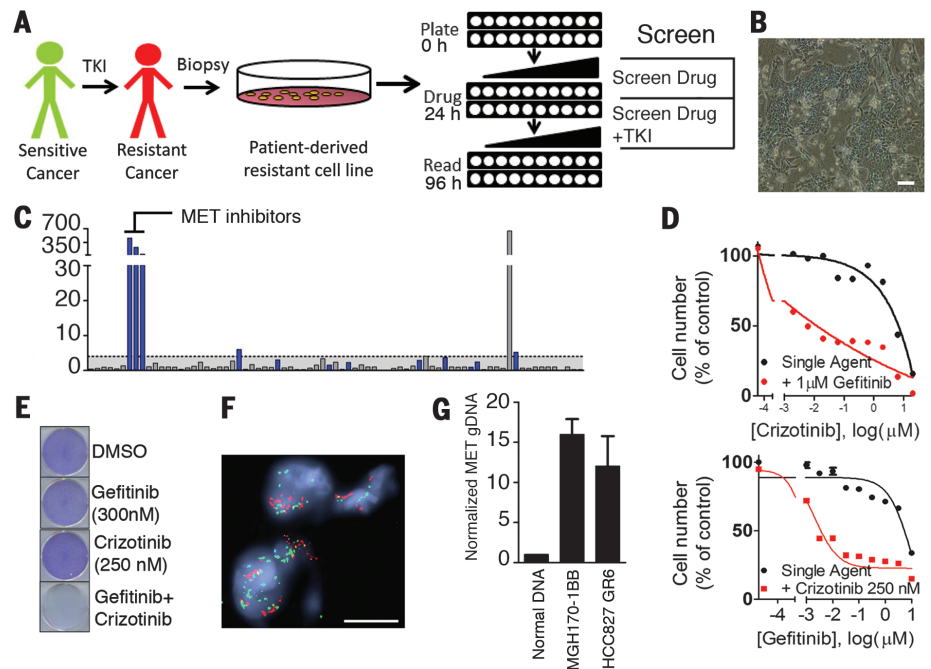 A
Sensitive
Cancer
TKI
Resistant
Cancer
Biopsy
Patient-derived
resistant cell line
Plate
0 h
Drug
24 h
Read
96 h
Screen
Screen Drug
Screen Drug
+TKI
B
C
MET inhibitors
700
350
30
20
10
0
D
Cell number
(% of control)
100
50
0
Single Agent
+ 1μM Gefitinib
-4 -3 -2 -1 0 1
[Crizotinib], log(μM)
Cell number
(% of control)
100
50
0
Single Agent
+ Crizotinib 250 nM
-4 -3 -2 -1 0 1
[Gefitinib], log(μM)
E
DMSO
Gefitinib
(300nM)
Crizotinib
(250 nM)
Gefitinib+
Crizotinib
F
G
Normalized MET gDNA
20
15
10
5
0
Normal DNA
MGH170-1BB
HCC827 GR6